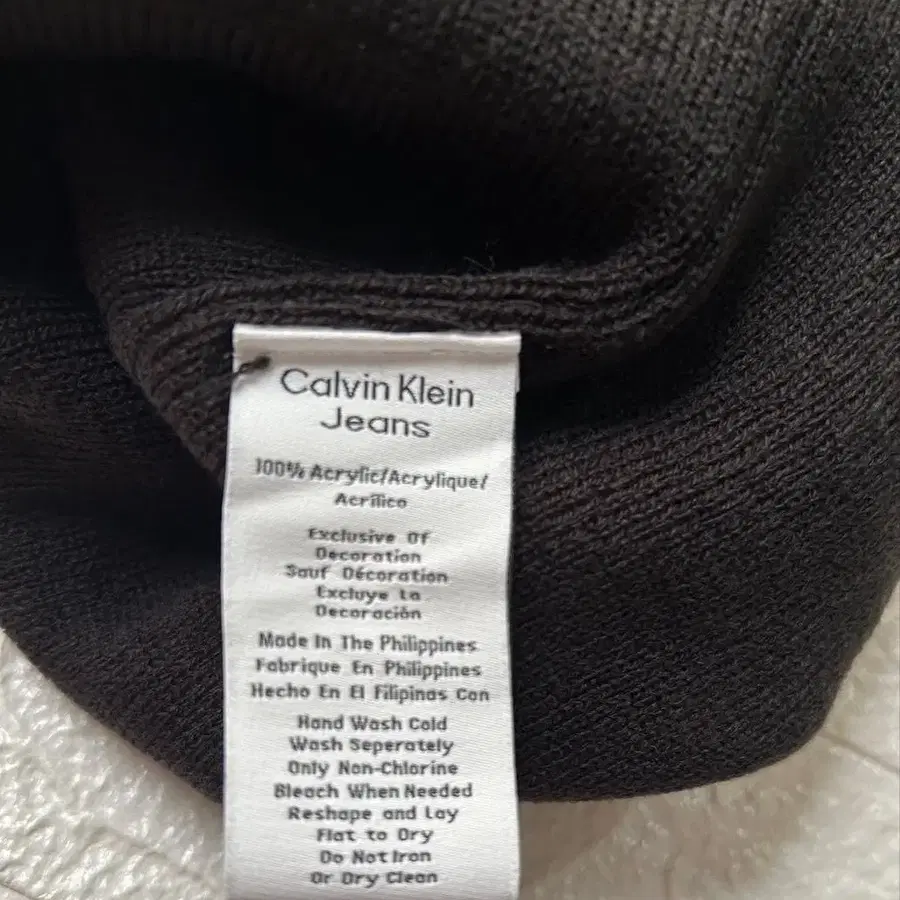 Calvin Klein
Jeans
100% Acrylic/Acrylique/
Acrílico
Exclusive Of
Decoration
Sauf Décoration
Excluye La
Decoración
Made In The Philippines
Fabrique En Philippines
Hecho En El Filipinas Con
Hand Wash Cold
Wash Seperately
Only Non-Chlorine
Bleach When Needed
Reshape and Lay
Flat to Dry
Do Not Iron
Or Dry Clean